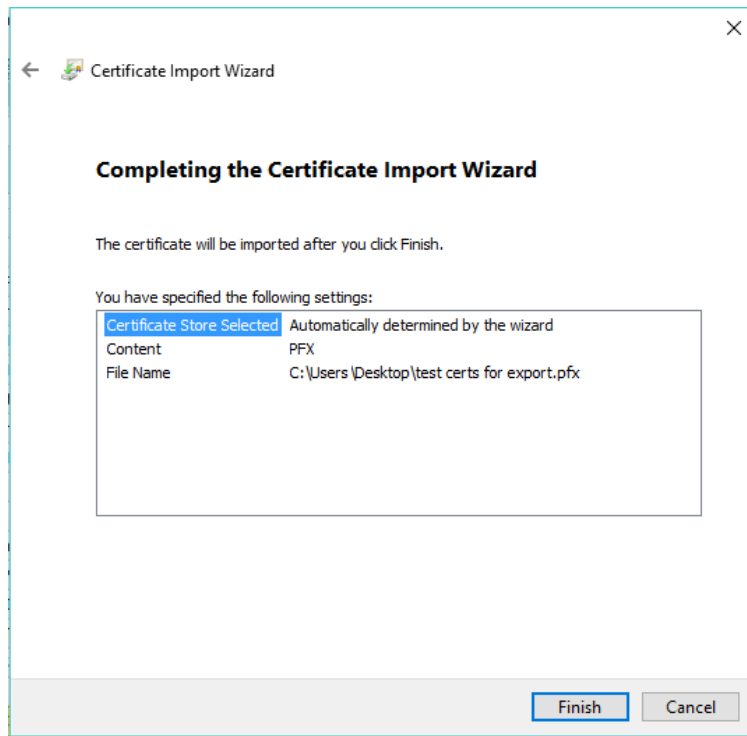 Certificate Import Wizard
Completing the Certificate Import Wizard
The certificate will be imported after you click Finish.
You have specified the following settings:
Certificate Store Selected Automatically determined by the wizard
Content PFX
File Name C:\Users\Desktop\test certs for export.pfx
Finish Cancel